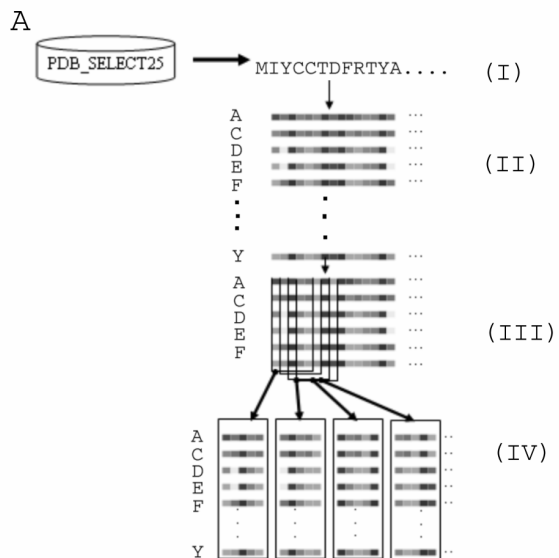 A
PDB_SELECT25
MIYCCTDFRTYA.... (I)
A ...
C ...
D ...
E ... (II)
F ...
Y ...
A ...
C ...
D ...
E ... (III)
F ...
...
A ..
C .. (IV)
D ..
E ..
F ..
Y ..